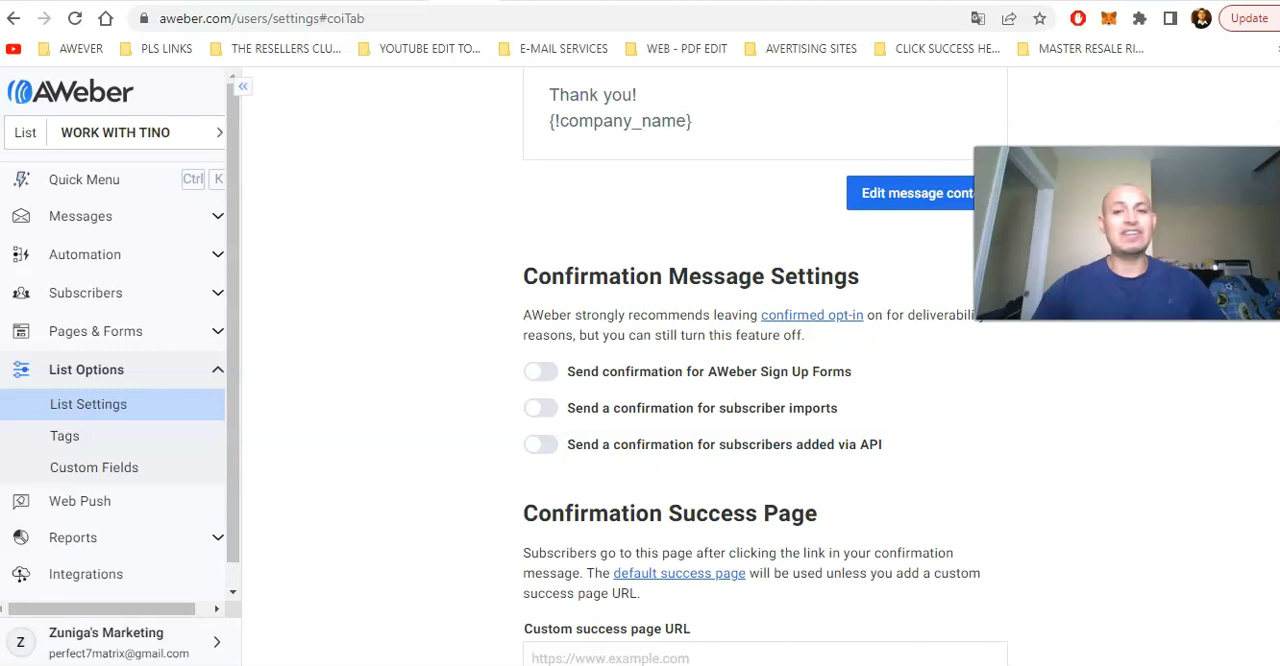 aweber.com/users/settings#coiTab
Update
AWEVER
PLS LINKS
THE RESELLERS CLU...
YOUTUBE EDIT TO...
E-MAIL SERVICES
WEB - PDF EDIT
AVERTISING SITES
CLICK SUCCESS HE...
MASTER RESALE RI...
AWeber
List
WORK WITH TINO
Quick Menu
Ctrl
K
Messages
Automation
Subscribers
Pages & Forms
List Options
List Settings
Tags
Custom Fields
Web Push
Reports
Integrations
Z
Zuniga's Marketing
perfect7matrix@gmail.com
Thank you!
{!company_name}
Edit message cont
Confirmation Message Settings
AWeber strongly recommends leaving confirmed opt-in on for deliverabili
reasons, but you can still turn this feature off.
Send confirmation for AWeber Sign Up Forms
Send a confirmation for subscriber imports
Send a confirmation for subscribers added via API
Confirmation Success Page
Subscribers go to this page after clicking the link in your confirmation
message. The default success page will be used unless you add a custom
success page URL.
Custom success page URL
https://www.example.com